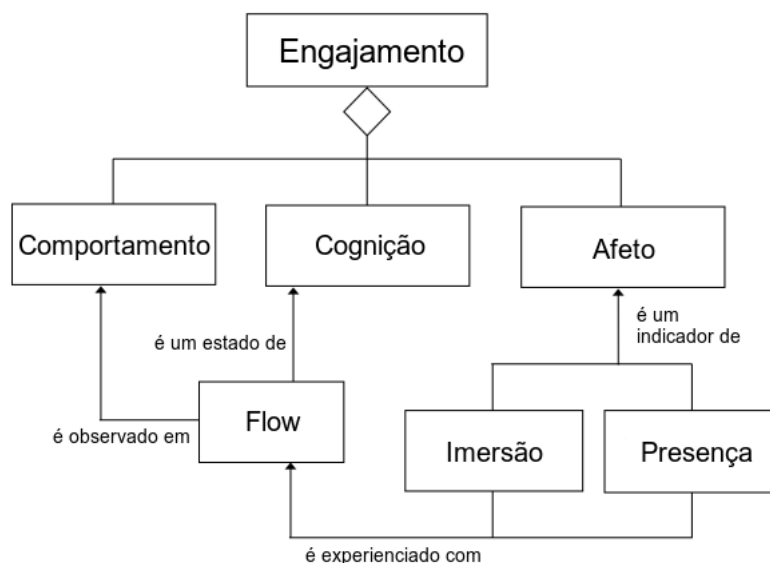 Engajamento
Comportamento
Cognição
Afeto
é um estado de
é um
indicador de
é observado em
Flow
Imersão
Presença
é experienciado com